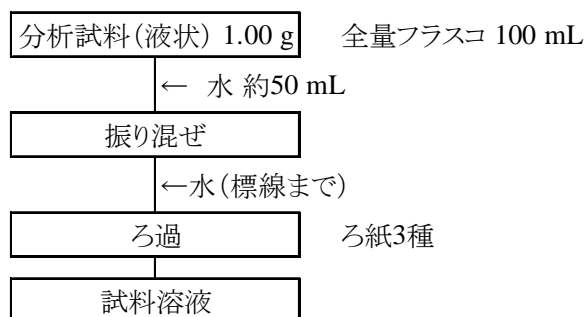 分析試料(液状) 1.00 g 全量フラスコ 100 mL
← 水 約50 mL
振り混ぜ
←水(標線まで)
ろ過 ろ紙3種
試料溶液